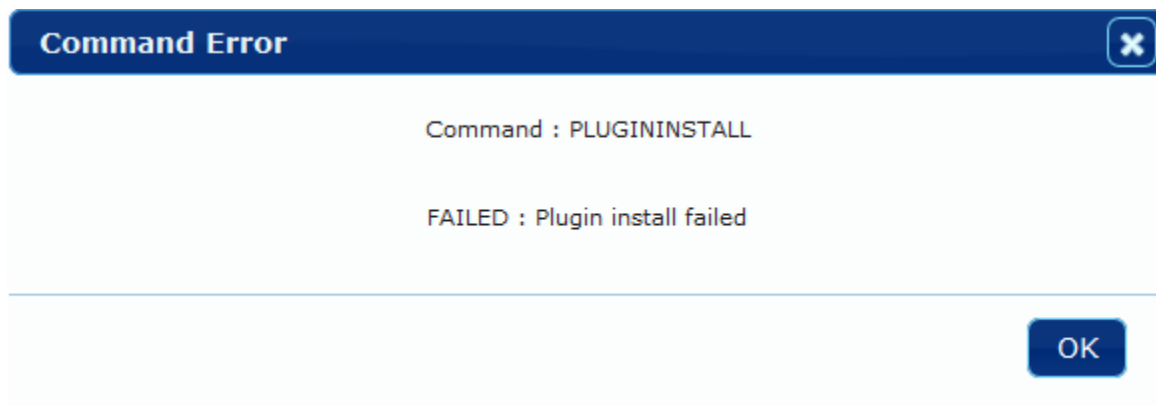 Command Error
Command : PLUGININSTALL
FAILED : Plugin install failed
OK